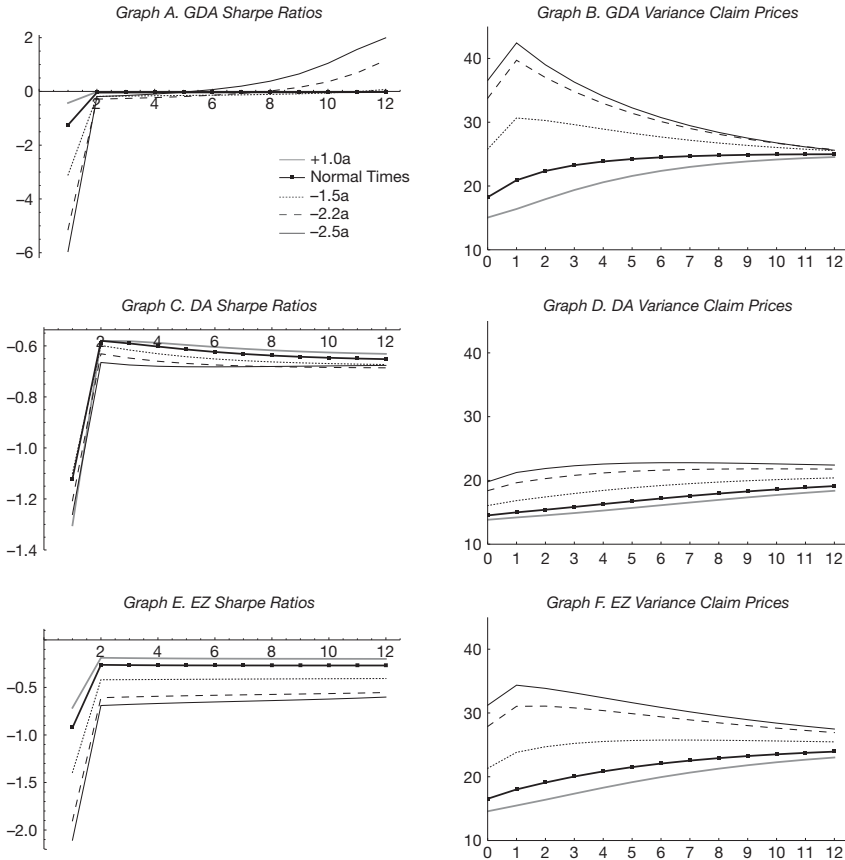 Graph A. GDA Sharpe Ratios
2
0
−2
−4
−6
2 4 6 8 10 12
+1.0a
Normal Times
−1.5a
−2.2a
−2.5a
Graph B. GDA Variance Claim Prices
40
30
20
10
0 1 2 3 4 5 6 7 8 9 10 11 12
Graph C. DA Sharpe Ratios
2 4 6 8 10 12
−0.6
−0.8
−1.0
−1.2
−1.4
Graph D. DA Variance Claim Prices
40
30
20
10
0 1 2 3 4 5 6 7 8 9 10 11 12
Graph E. EZ Sharpe Ratios
2 4 6 8 10 12
−0.5
−1.0
−1.5
−2.0
Graph F. EZ Variance Claim Prices
40
30
20
10
0 1 2 3 4 5 6 7 8 9 10 11 12